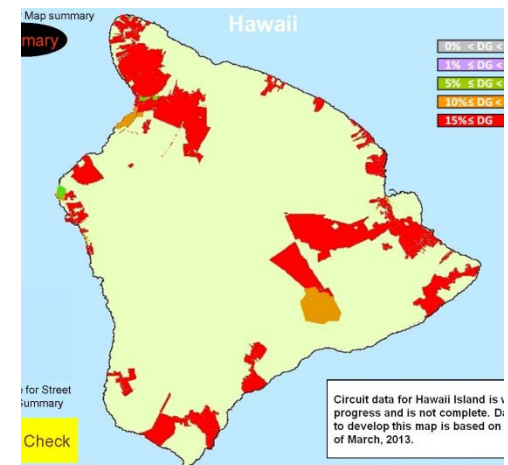 Map summary
mary
Hawaii
0% < DG <
1% ≤ DG <
5% ≤ DG <
10%≤ DG <
15%≤ DG
for Street
Summary
Check
Circuit data for Hawaii Island is
progress and is not complete. Da
to develop this map is based on
of March, 2013.